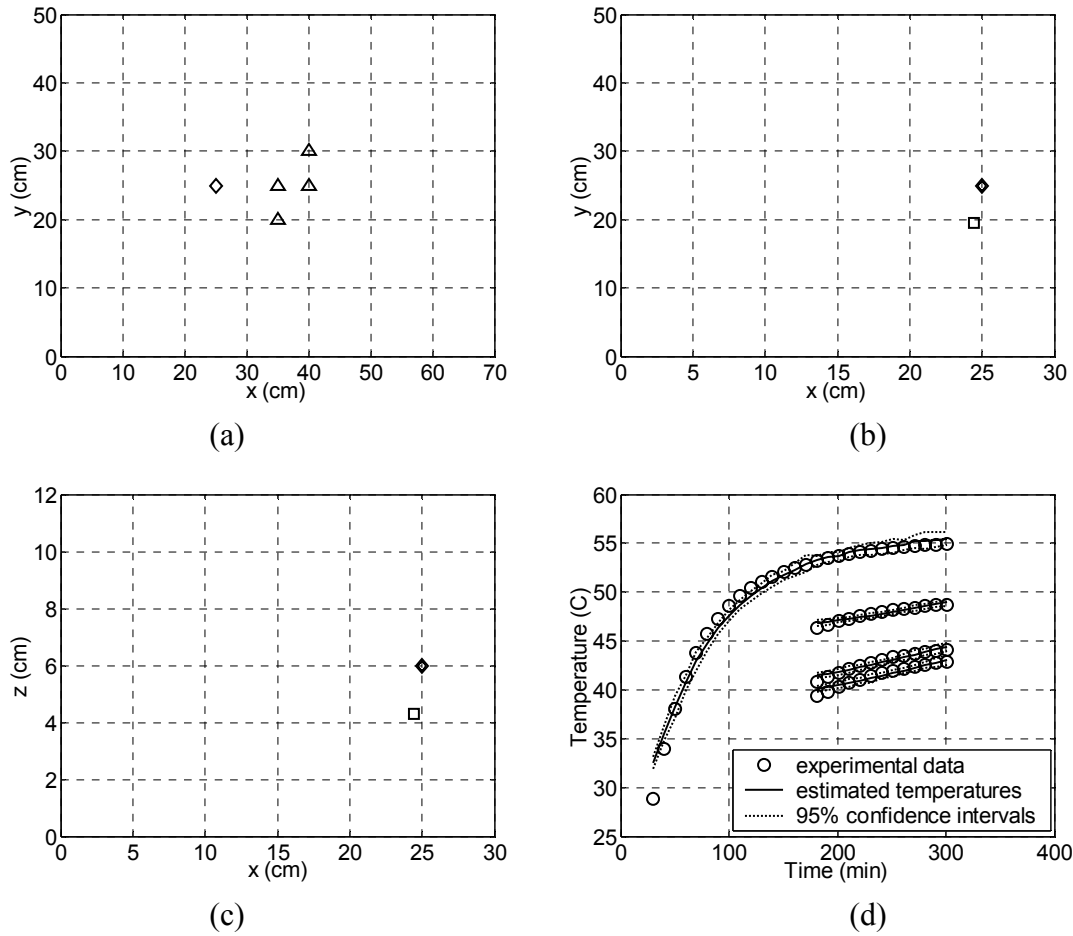 50
40
30
20
10
0
y (cm)
0 10 20 30 40 50 60 70
x (cm)
(a)
50
40
30
20
10
0
y (cm)
0 5 10 15 20 25 30
x (cm)
(b)
12
10
8
6
4
2
0
z (cm)
0 5 10 15 20 25 30
x (cm)
(c)
60
55
50
45
40
35
30
25
Temperature (C)
experimental data
estimated temperatures
95% confidence intervals
0 100 200 300 400
Time (min)
(d)